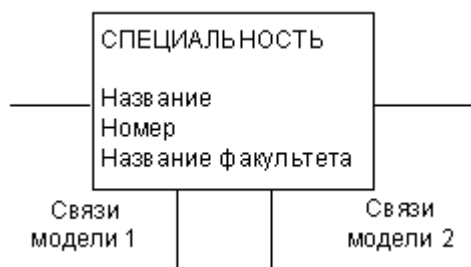 СПЕЦИАЛЬНОСТЬ
Название
Номер
Название факультета
Связи
модели 1
Связи
модели 2